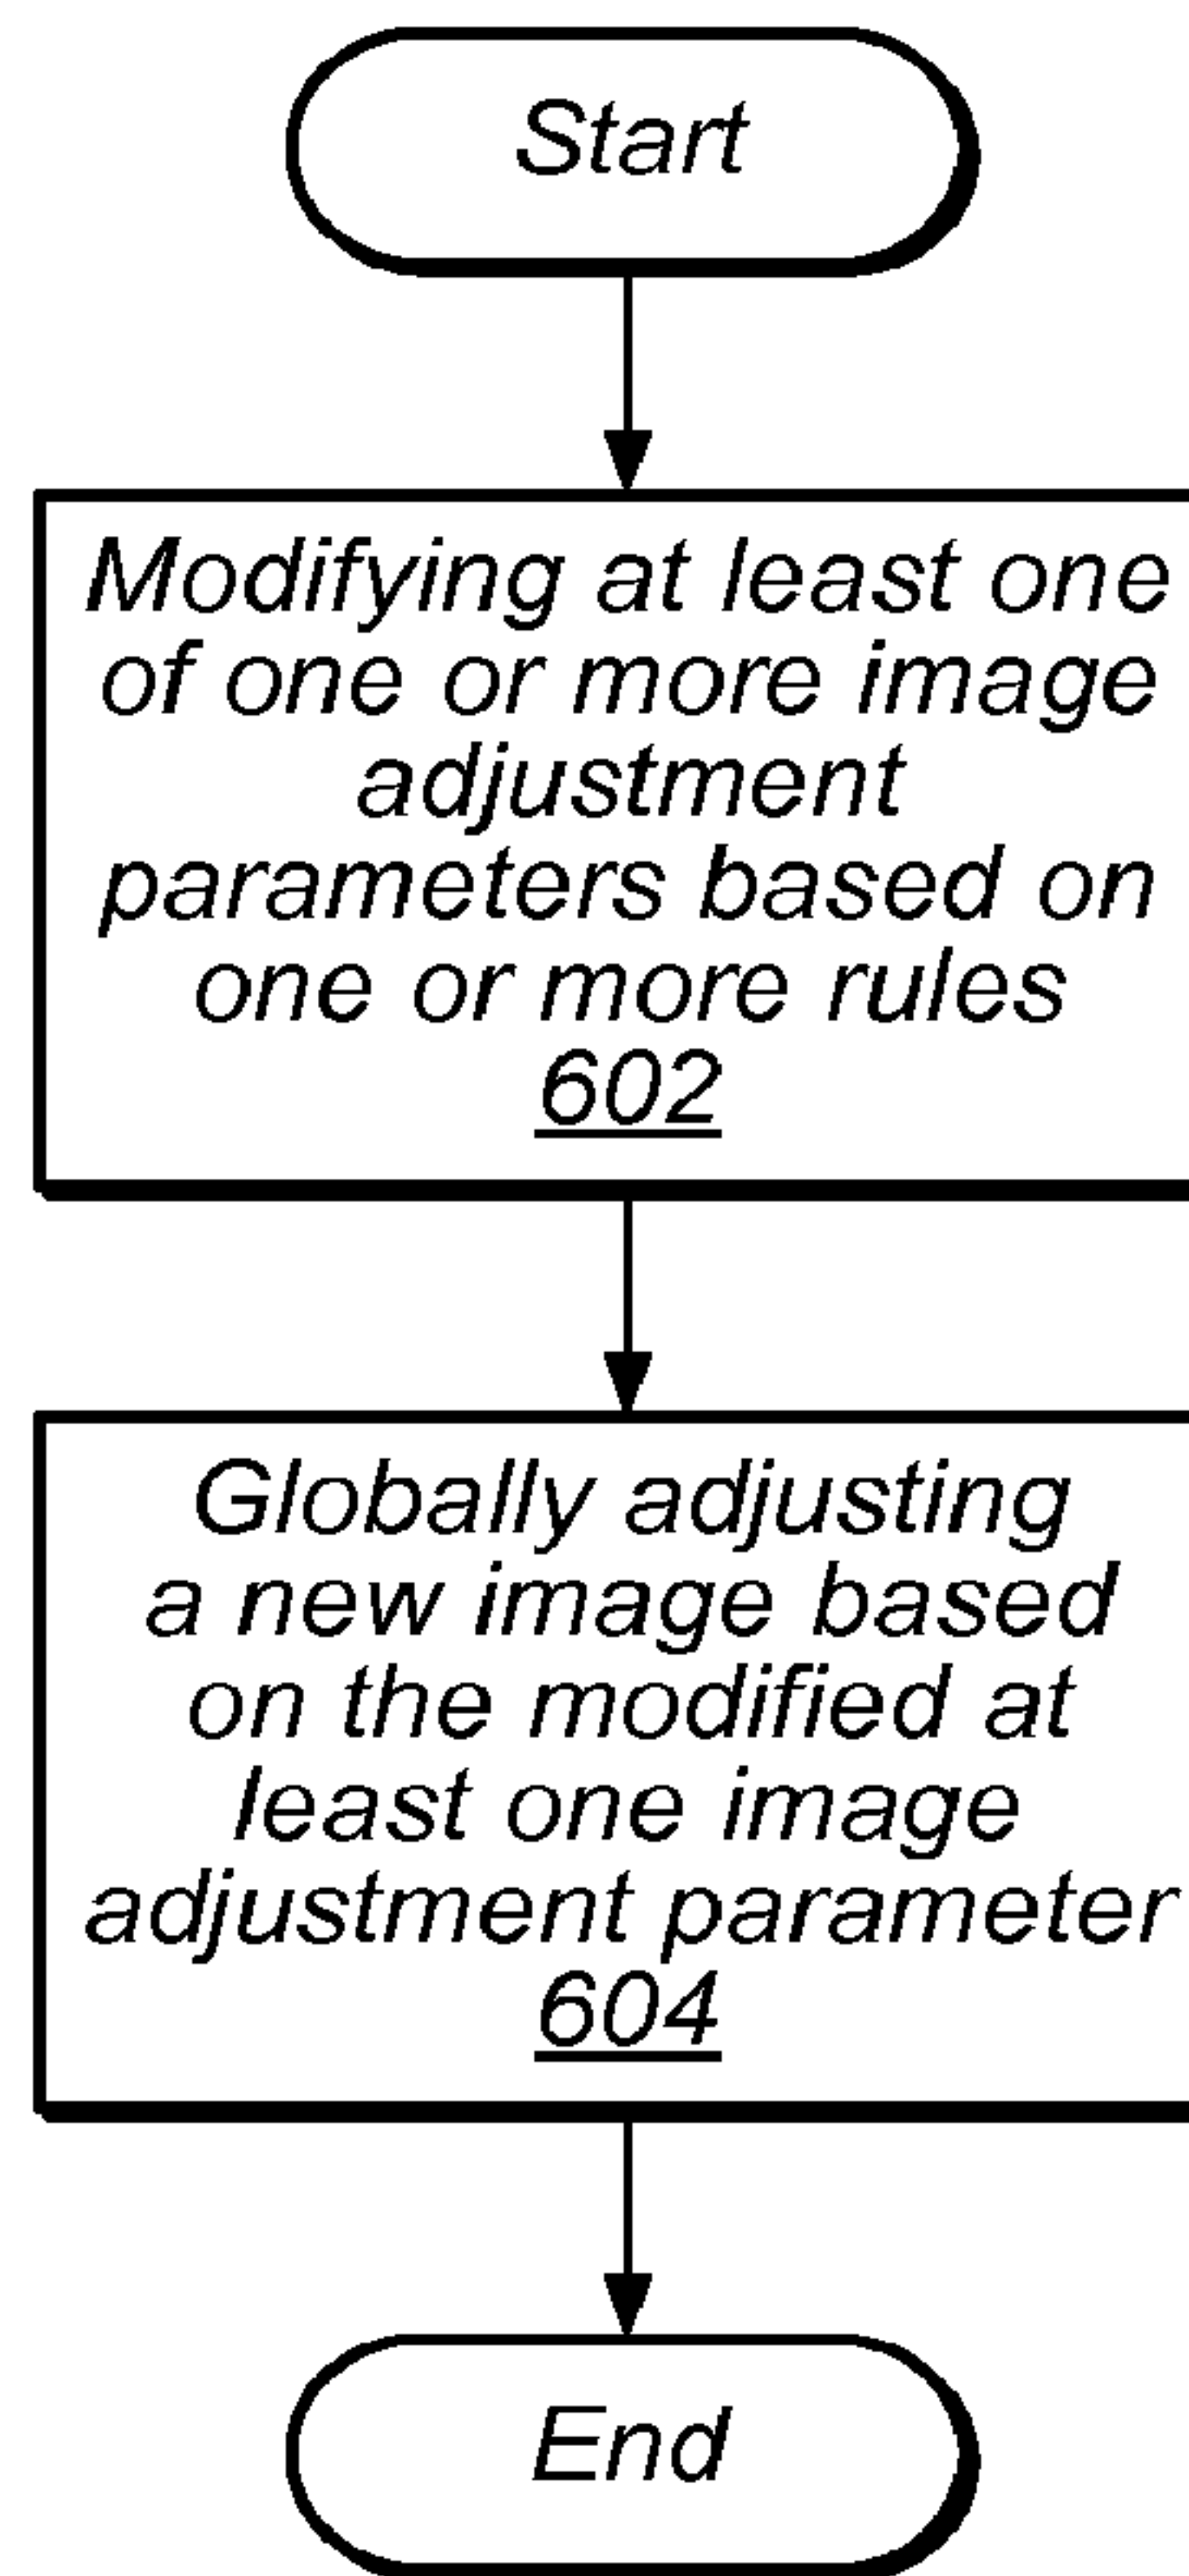 Start
Modifying at least one
of one or more image
adjustment
parameters based on
one or more rules
602
Globally adjusting
a new image based
on the modified at
least one image
adjustment parameter
604
End